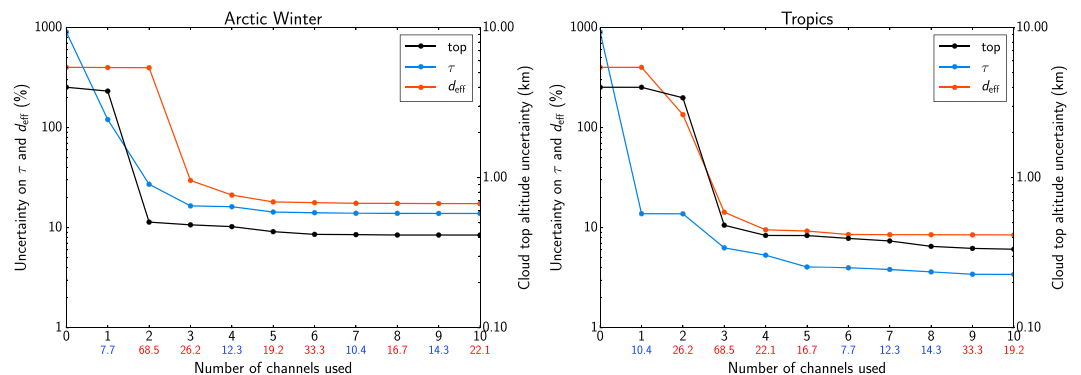 Arctic Winter
Uncertainty on τ and d_eff (%)
1000
100
10
1
top
τ
d_eff
10.00
1.00
0.10
Cloud top altitude uncertainty (km)
0 1 2 3 4 5 6 7 8 9 10
7.7 68.5 26.2 12.3 19.2 33.3 10.4 16.7 14.3 22.1
Number of channels used
Tropics
Uncertainty on τ and d_eff (%)
1000
100
10
1
top
τ
d_eff
10.00
1.00
0.10
Cloud top altitude uncertainty (km)
0 1 2 3 4 5 6 7 8 9 10
10.4 26.2 68.5 22.1 16.7 7.7 12.3 14.3 33.3 19.2
Number of channels used